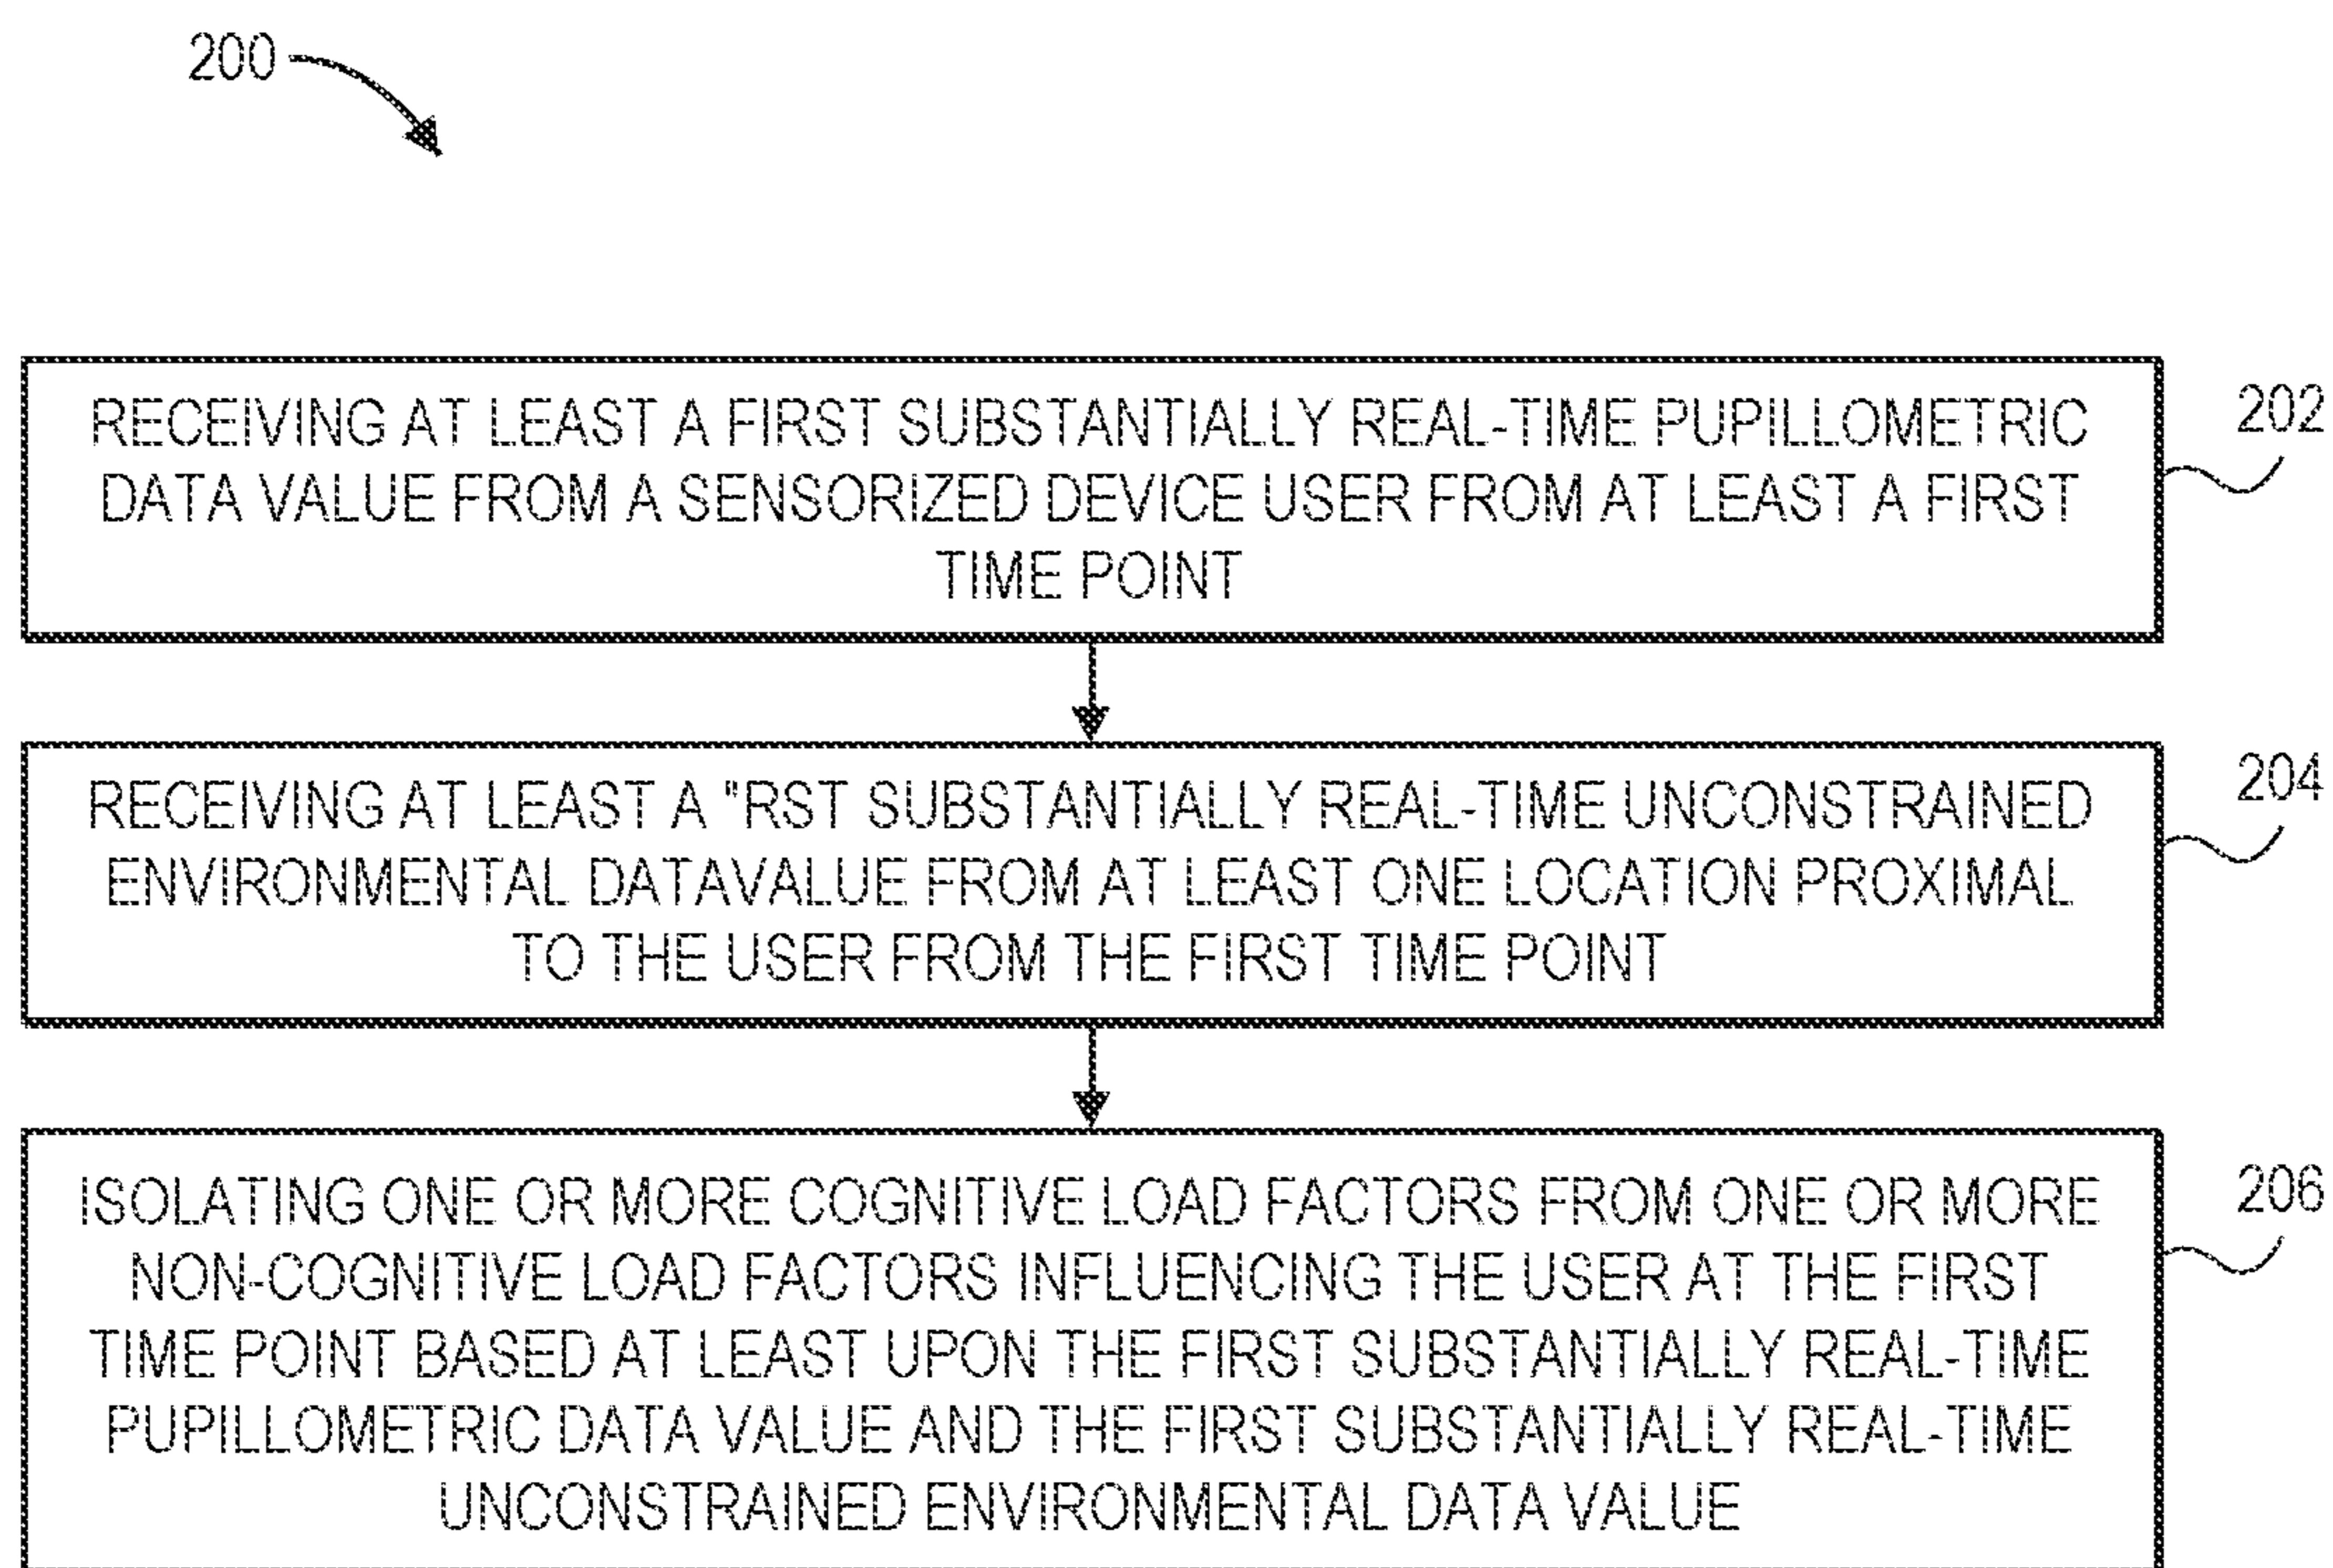 200
RECEIVING AT LEAST A FIRST SUBSTANTIALLY REAL-TIME PUPILLOMETRIC
DATA VALUE FROM A SENSORIZED DEVICE USER FROM AT LEAST A FIRST
TIME POINT
202
RECEIVING AT LEAST A "RST SUBSTANTIALLY REAL-TIME UNCONSTRAINED
ENVIRONMENTAL DATAVALUE FROM AT LEAST ONE LOCATION PROXIMAL
TO THE USER FROM THE FIRST TIME POINT
204
ISOLATING ONE OR MORE COGNITIVE LOAD FACTORS FROM ONE OR MORE
NON-COGNITIVE LOAD FACTORS INFLUENCING THE USER AT THE FIRST
TIME POINT BASED AT LEAST UPON THE FIRST SUBSTANTIALLY REAL-TIME
PUPILLOMETRIC DATA VALUE AND THE FIRST SUBSTANTIALLY REAL-TIME
UNCONSTRAINED ENVIRONMENTAL DATA VALUE
206